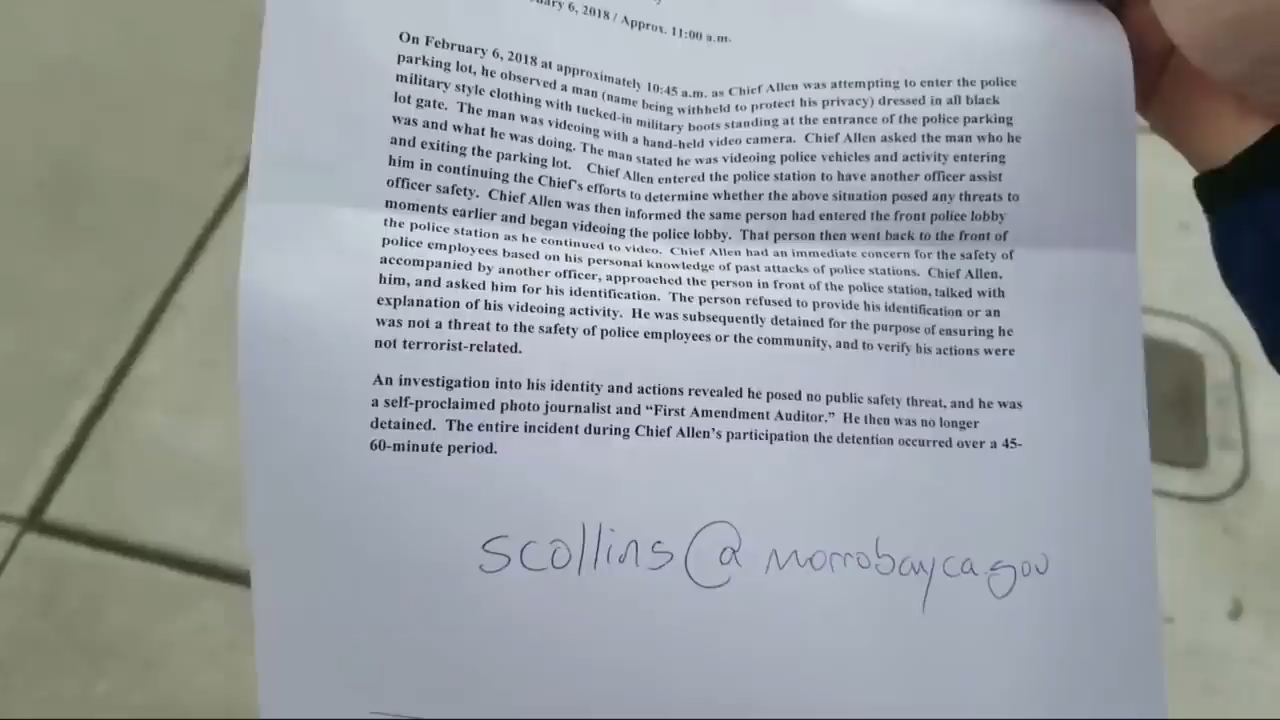 6, 2018 / Approx. 11:00 a.m.
On February 6, 2018 at approximately 10:45 a.m. as Chief Allen was attempting to enter the police
parking lot, he observed a man (name being withheld to protect his privacy) dressed in all black
military style clothing with tucked-in military boots standing at the entrance of the police parking
lot gate. The man was videoing with a hand-held video camera. Chief Allen asked the man who he
was and what he was doing. The man stated he was videoing police vehicles and activity entering
and exiting the parking lot. Chief Allen entered the police station to have another officer assist
him in continuing the Chief's efforts to determine whether the above situation posed any threats to
officer safety. Chief Allen was then informed the same person had entered the front police lobby
moments earlier and began videoing the police lobby. That person then went back to the front of
the police station as he continued to video. Chief Allen had an immediate concern for the safety of
police employees based on his personal knowledge of past attacks of police stations. Chief Allen,
accompanied by another officer, approached the person in front of the police station, talked with
him, and asked him for his identification. The person refused to provide his identification or an
explanation of his videoing activity. He was subsequently detained for the purpose of ensuring he
was not a threat to the safety of police employees or the community, and to verify his actions were
not terrorist-related.
An investigation into his identity and actions revealed he posed no public safety threat, and he was
a self-proclaimed photo journalist and “First Amendment Auditor.” He then was no longer
detained. The entire incident during Chief Allen’s participation the detention occurred over a 45-
60-minute period.
scollins@morrobayca.gov